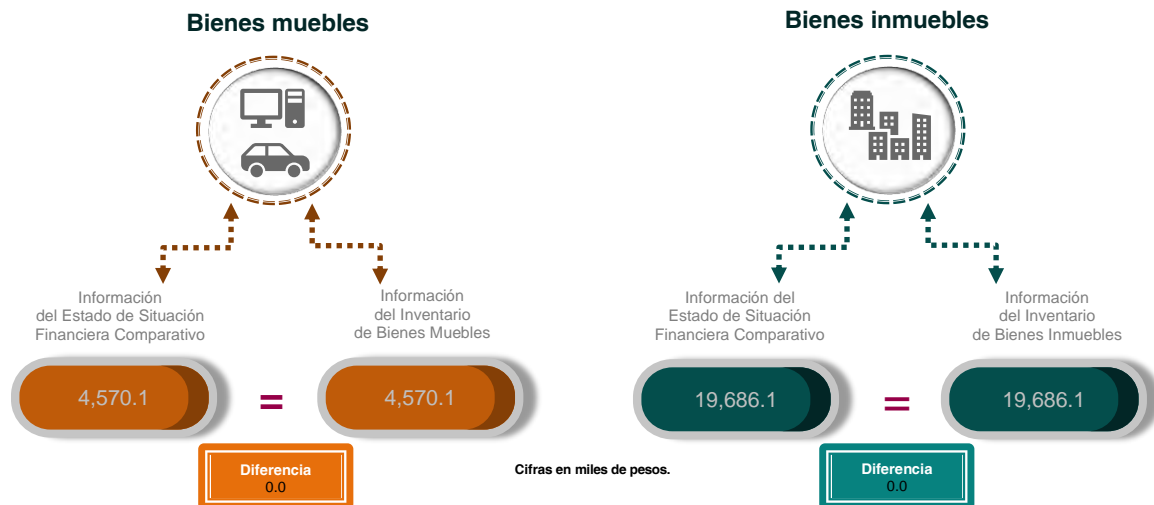 Bienes muebles
Información
del Estado de Situación
Financiera Comparativo
Información
del Inventario
de Bienes Muebles
4,570.1
=
4,570.1
Diferencia
0.0
Cifras en miles de pesos.
Bienes inmuebles
Información del
Estado de Situación
Financiera Comparativo
Información
del Inventario
de Bienes Inmuebles
19,686.1
=
19,686.1
Diferencia
0.0